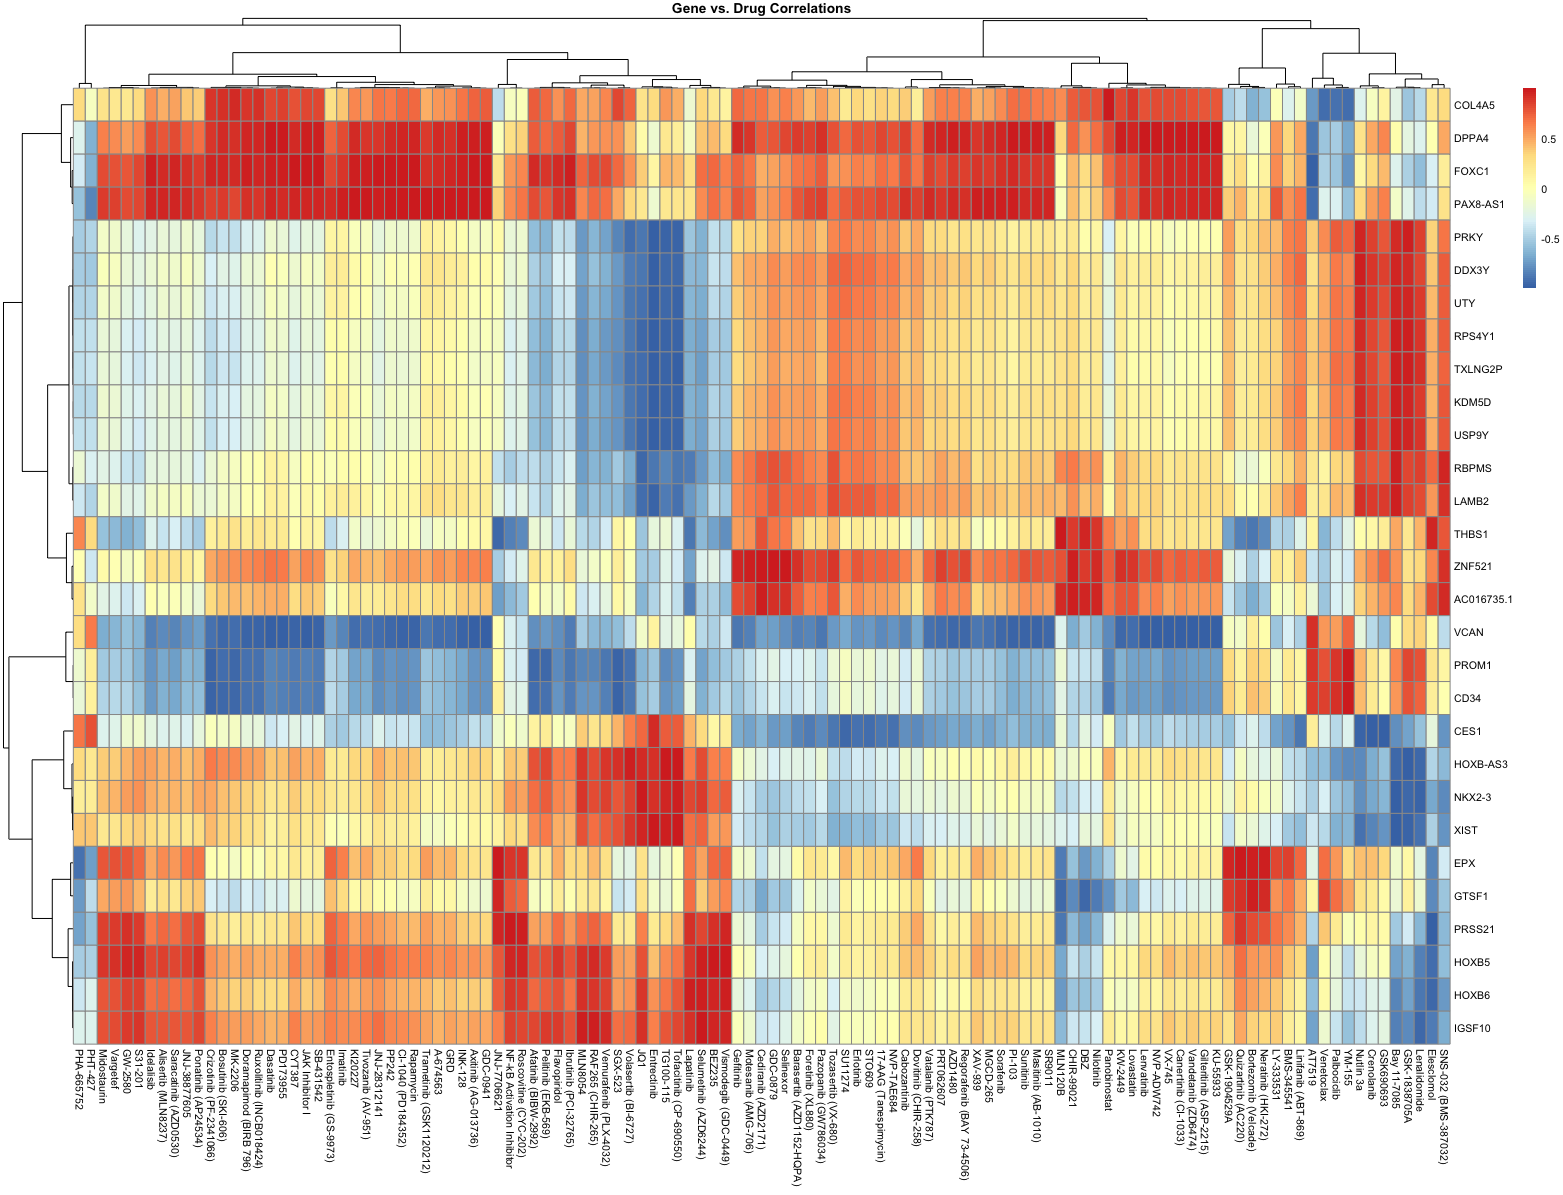 Gene vs. Drug Correlations
COL4A5
DPPA4
FOXC1
PAX8-AS1
PRKY
DDX3Y
UTY
RPS4Y1
TXLNG2P
KDM5D
USP9Y
RBPMS
LAMB2
THBS1
ZNF521
AC016735.1
VCAN
PROM1
CD34
CES1
HOXB-AS3
NKX2-3
XIST
EPX
GTSF1
PRSS21
HOXB5
HOXB6
IGSF10
0.5
0
-0.5
PHA-665752
PHT-427
Midostaurin
Vargetef
GW-2580
S31-201
Idelalisib
Alisertib (MLN8237)
Saracatinib (AZD0530)
JNJ-38877605
Ponatinib (AP24534)
Crizotinib (PF-2341066)
Bosutinib (SKI-606)
MK-2206
Doramapimod (BIRB 796)
Ruxolitinib (INCB018424)
Dasatinib
PD173955
CYT387
JAK Inhibitor I
SB-431542
Entospletinib (GS-9973)
Imatinib
KI20227
Tivozanib (AV-951)
JNJ-28312141
PP242
CI-1040 (PD184352)
Rapamycin
Trametinib (GSK1120212)
A-674563
GRD
INK-128
Axitinib (AG-013736)
GDC-0941
JNJ-7706621
NF-kB Activation Inhibitor
Roscovitine (CYC-202)
Afatinib (BIBW-2992)
Pelitinib (EKB-569)
Flavopiridol
Ibrutinib (PCI-32765)
MLN8054
RAF265 (CHIR-265)
Vemurafenib (PLX-4032)
SGX-523
Volasertib (BI-6727)
JQ1
Entrectinib
TG100-115
Tofacitinib (CP-690550)
Lapatinib
Selumetinib (AZD6244)
BEZ235
Vismodegib (GDC-0449)
Gefitinib
Motesanib (AMG-706)
Cediranib (AZD2171)
GDC-0879
Selinexor
Barasertib (AZD1152-HQPA)
Foretinib (XL880)
Pazopanib (GW786034)
Tozasertib (VX-680)
SU11274
Erlotinib
STO609
17-AAG (Tanespimycin)
NVP-TAE684
Cabozantinib
Dovitinib (CHIR-258)
Vatalanib (PTK787)
PRT062607
AZD1480
Regorafenib (BAY 73-4506)
XAV-939
MGCD-265
Sorafenib
PI-103
Sunitinib
Masitinib (AB-1010)
SR9011
MLN120B
CHIR-99021
DBZ
Nilotinib
Panobinostat
KW-2449
Lovastatin
Lenvatinib
NVP-ADW742
VX-745
Canertinib (CI-1033)
Vandetanib (ZD6474)
Gilteritinib (ASP-2215)
KU-55933
GSK-1904529A
Quizartinib (AC220)
Bortezomib (Velcade)
Neratinib (HKI-272)
LY-333531
BMS-345541
Linifanib (ABT-869)
AT7519
Venetoclax
Palbociclib
YM-155
Nutlin 3a
Crenolanib
GSK690693
Bay 11-7085
GSK-1838705A
Lenalidomide
Elesclomol
SNS-032 (BMS-387032)